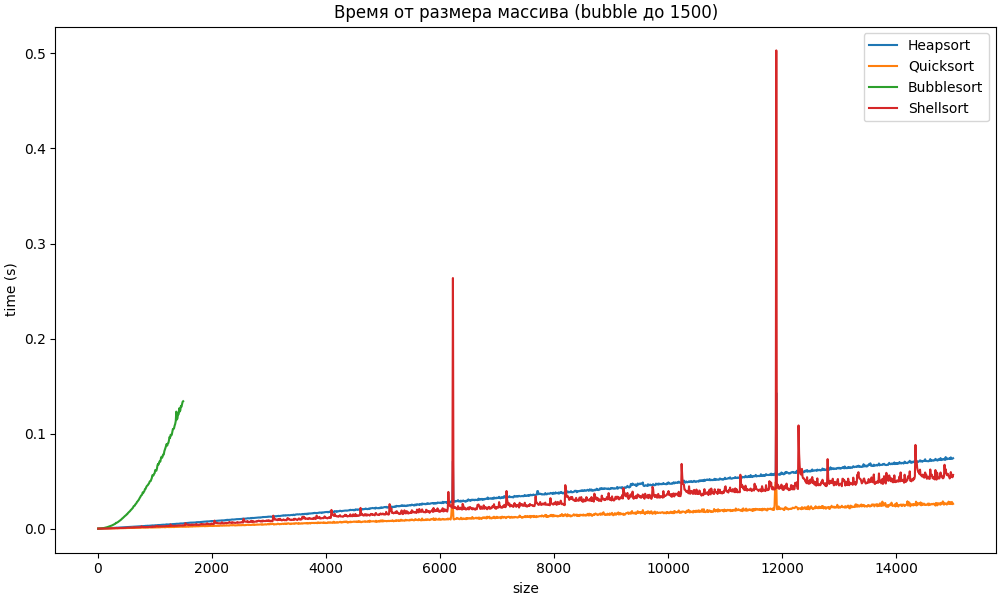 Время от размера массива (bubble до 1500)
Heapsort
Quicksort
Bubblesort
Shellsort
time (s)
0.5
0.4
0.3
0.2
0.1
0.0
0 2000 4000 6000 8000 10000 12000 14000
size